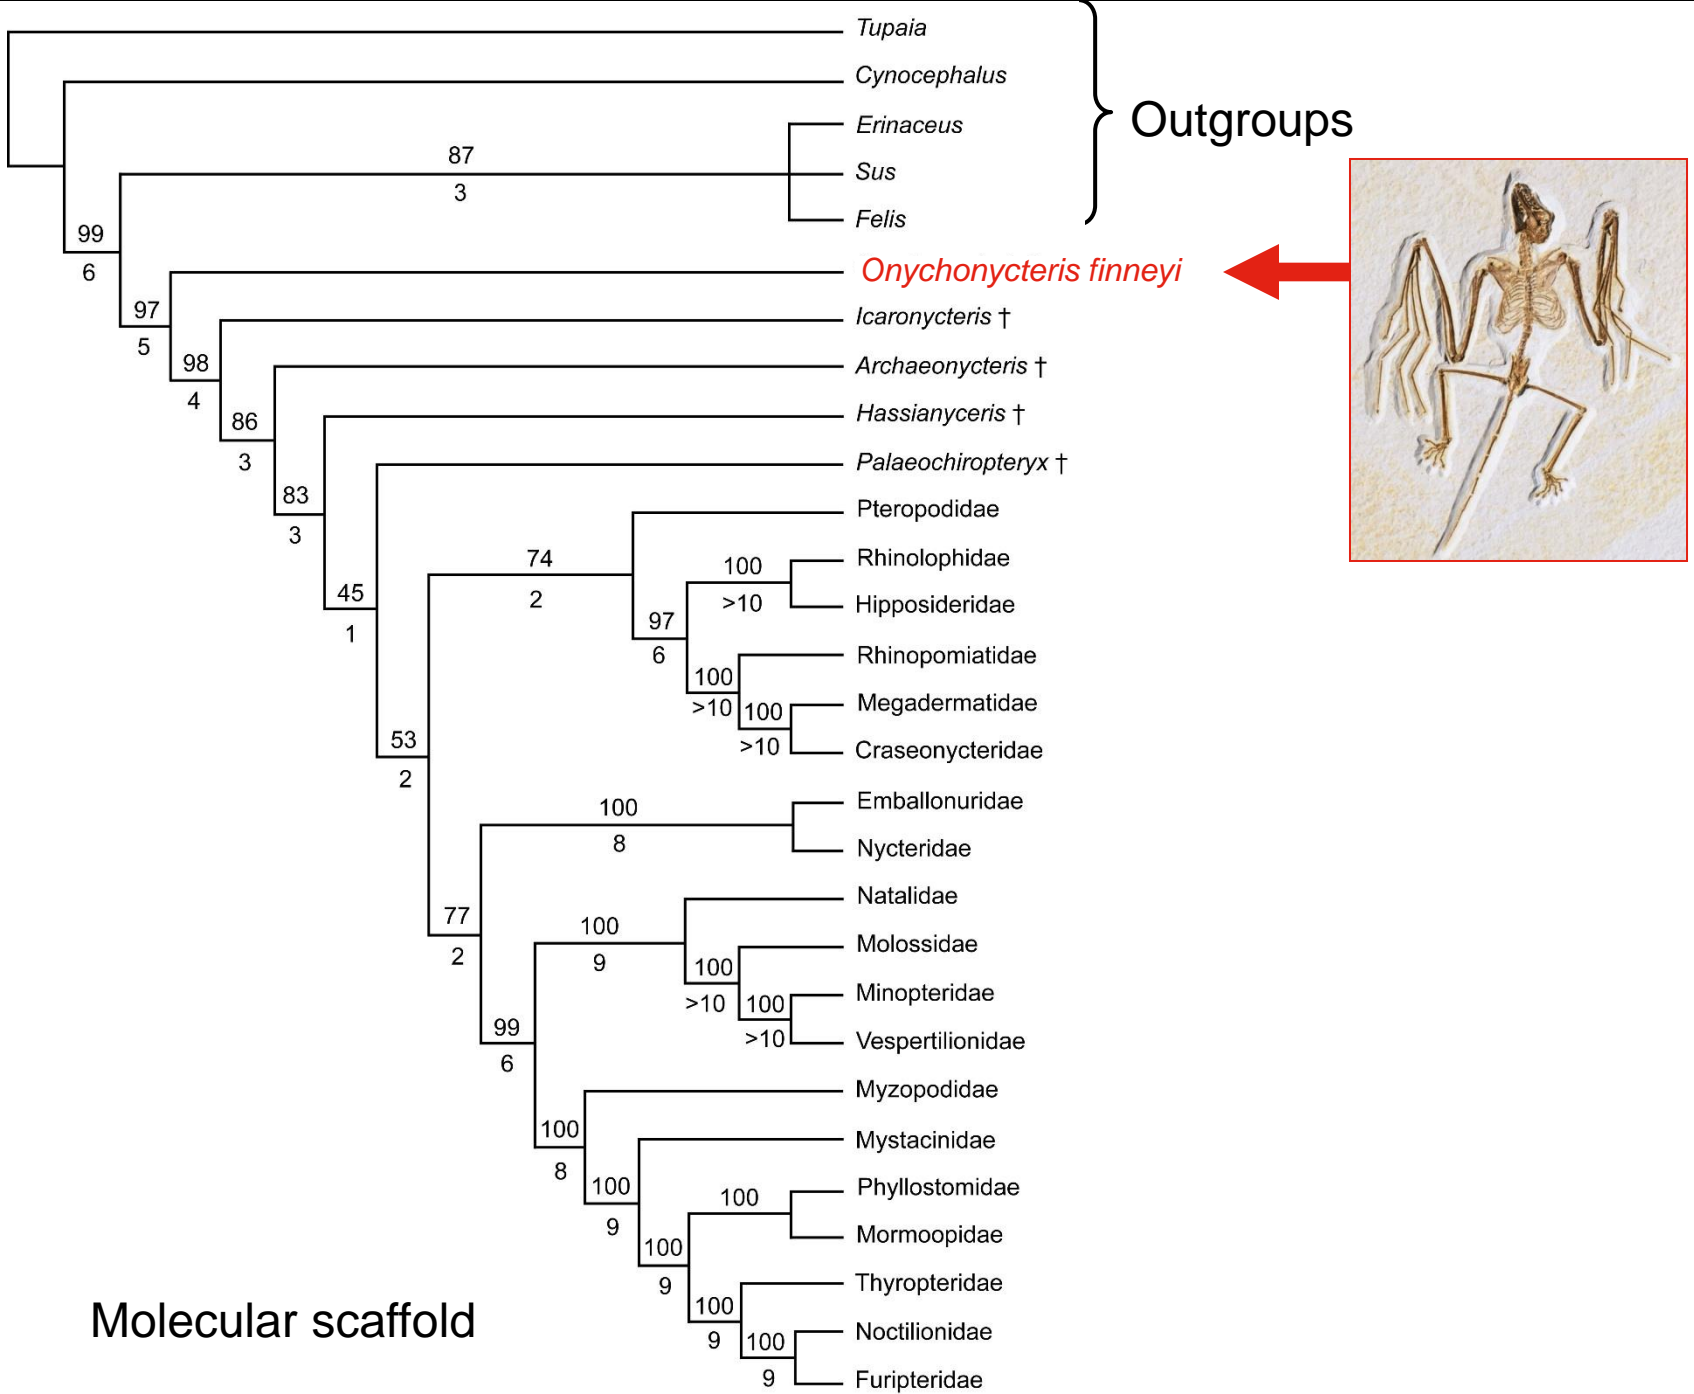 Tupaia
Cynocephalus
Outgroups
Erinaceus
87
Sus
3
Felis
99
6
Onychonycteris finneyi
97
Icaronycteris †
5
98
Archaeonycteris †
4
86
Hassianyceris †
3
Palaeochiropteryx †
83
3
Pteropodidae
74
Rhinolophidae
100
45
2
Hipposideridae
>10
1
97
6
Rhinopomiatidae
100
Megadermatidae
>10
100
53
Craseonycteridae
>10
2
Emballonuridae
100
8
Nycteridae
Natalidae
77
100
2
9
Molossidae
100
Minopteridae
>10
100
99
Vespertilionidae
>10
6
Myzopodidae
100
Mystacinidae
8
100
Phyllostomidae
100
9
Mormoopidae
100
9
Thyropteridae
100
Molecular scaffold
9
Noctilionidae
100
9
Furipteridae